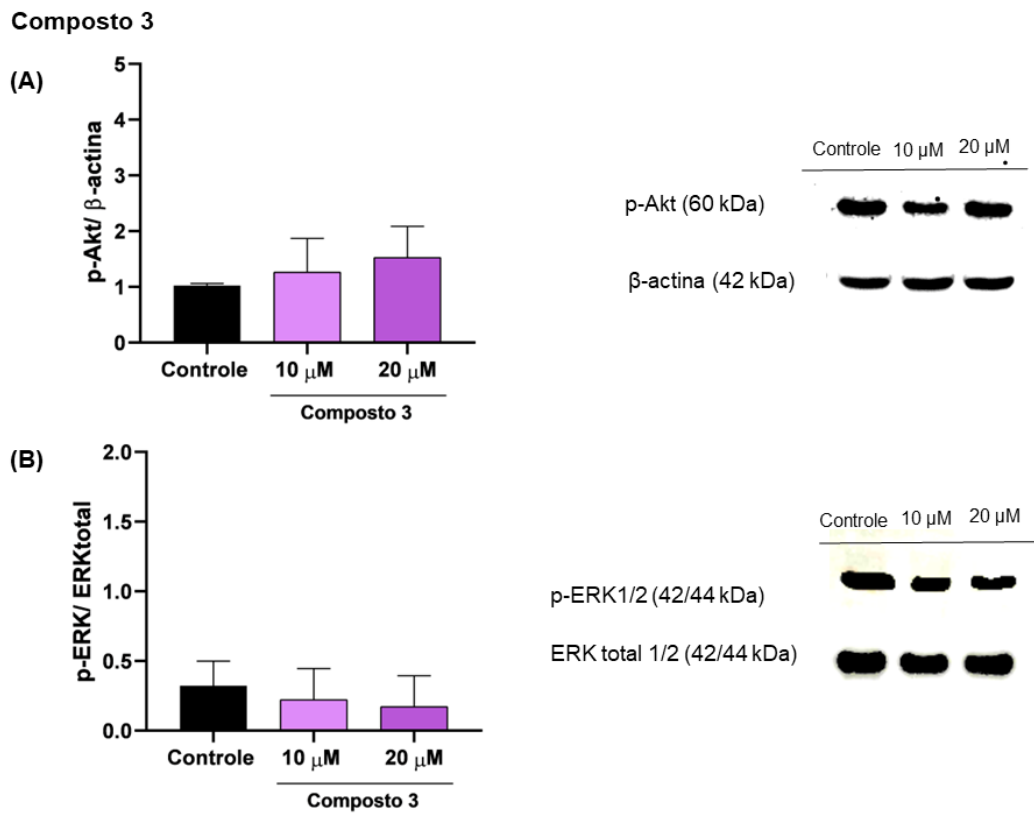 Composto 3
(A)
p-Akt/ β-actina
5
4
3
2
1
0
Controle
10 μM
20 μM
Composto 3
Controle 10 µM 20 µM
p-Akt (60 kDa)
β-actina (42 kDa)
(B)
p-ERK/ ERKtotal
2.0
1.5
1.0
0.5
0.0
Controle
10 μM
20 μM
Composto 3
Controle 10 µM 20 µM
p-ERK1/2 (42/44 kDa)
ERK total 1/2 (42/44 kDa)